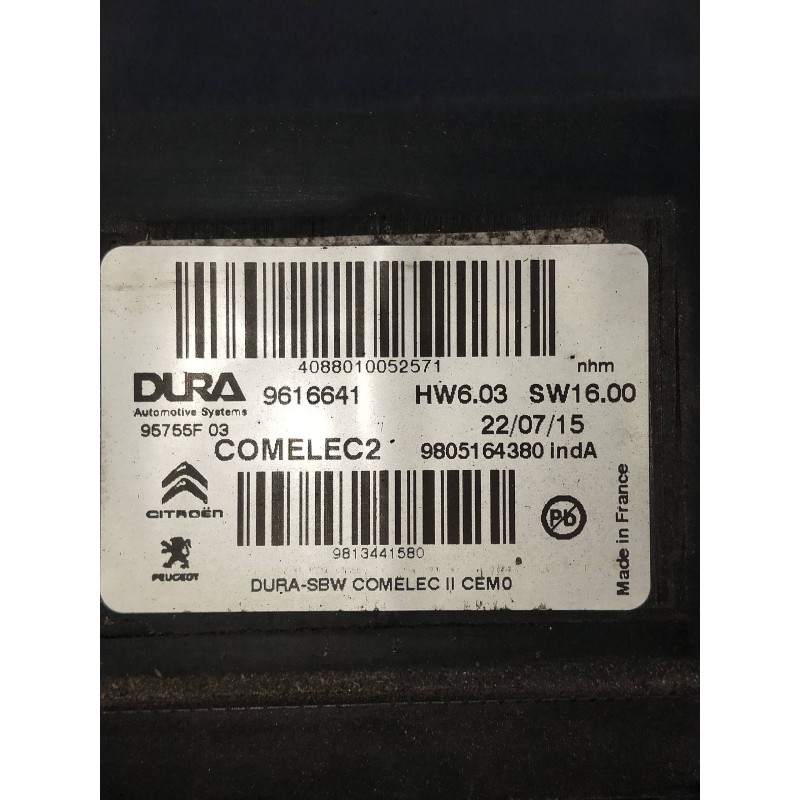 4088010052571
nhm
DURA 9616641 HW6.03 SW16.00
Automotive Systems
95755F 03 22/07/15
COMELEC2 9805164380 indA
CITROËN
Pb
Made in France
9813441580
PEUGEOT
DURA-SBW COMELEC II CEM0